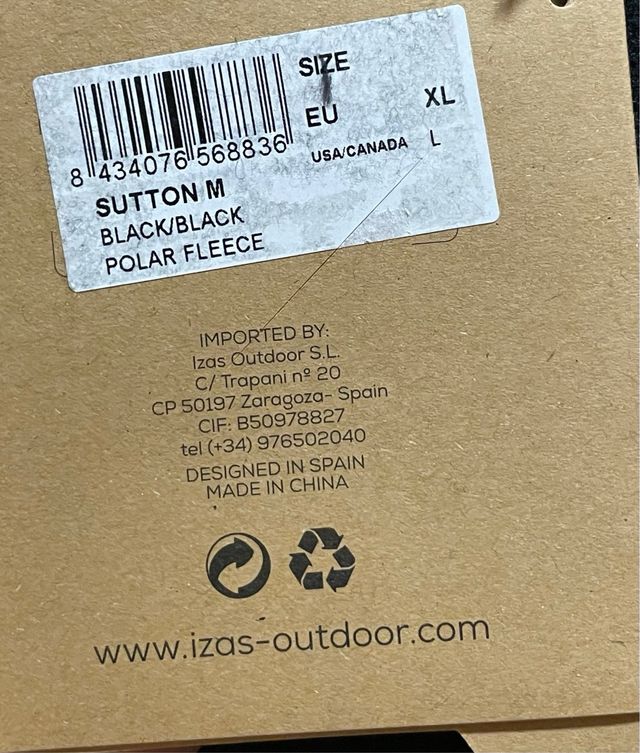 SIZE
EU XL
USA/CANADA L
8 434076 568836
SUTTON M
BLACK/BLACK
POLAR FLEECE
IMPORTED BY:
Izas Outdoor S.L.
C/ Trapani nº 20
CP 50197 Zaragoza- Spain
CIF: B50978827
tel (+34) 976502040
DESIGNED IN SPAIN
MADE IN CHINA
www.izas-outdoor.com